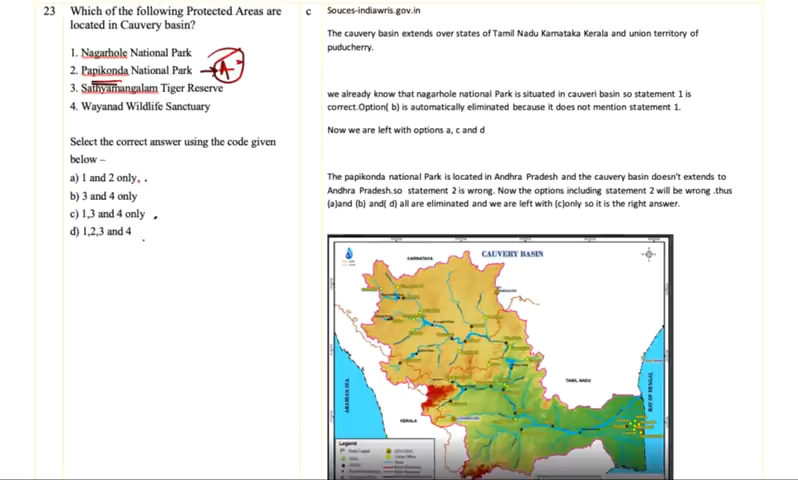 23 Which of the following Protected Areas are
located in Cauvery basin?
1. Nagarhole National Park
2. Papikonda National Park
3. Sathyamangalam Tiger Reserve
4. Wayanad Wildlife Sanctuary
Select the correct answer using the code given
below –
a) 1 and 2 only. .
b) 3 and 4 only
c) 1,3 and 4 only
d) 1,2,3 and 4
c Souces-indiawris.gov.in
The cauvery basin extends over states of Tamil Nadu Karnataka Kerala and union territory of
puducherry.
we already know that nagarhole national Park is situated in cauveri basin so statement 1 is
correct.Option( b) is automatically eliminated because it does not mention statement 1.
Now we are left with options a, c and d
The papikonda national Park is located in Andhra Pradesh and the cauvery basin doesn't extends to
Andhra Pradesh.so statement 2 is wrong. Now the options including statement 2 will be wrong .thus
(a)and (b) and( d) all are eliminated and we are left with (c)only so it is the right answer.
CAUVERY BASIN
KARNATAKA
TAMIL NADU
KERALA
ARABIAN SEA
BAY OF BENGAL
Legend